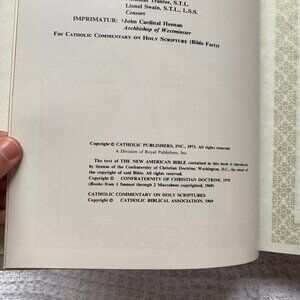 Thomas Tranter, S.T.L.
Lionel Swain, S.T.L., L.S.S.
Censors
IMPRIMATUR: †John Cardinal Heenan
Archbishop of Westminster
For CATHOLIC COMMENTARY ON HOLY SCRIPTURE (Bible Facts)
Copyright © CATHOLIC PUBLISHERS, INC., 1971. All rights reserved.
A Division of Royal Publishers, Inc.
The text of THE NEW AMERICAN BIBLE contained in this book is reproduced
by license of the Confraternity of Christian Doctrine, Washington, D.C., the owner of
the copyright of said Bible. All rights reserved.
Copyright © CONFRATERNITY OF CHRISTIAN DOCTRINE, 1970
(Books from 1 Samuel through 2 Maccabees copyrighted, 1969)
CATHOLIC COMMENTARY ON HOLY SCRIPTURES
Copyright © CATHOLIC BIBLICAL ASSOCIATION, 1969